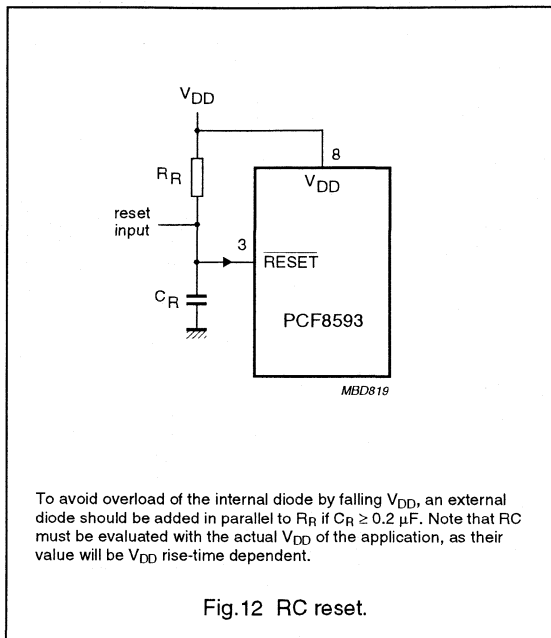 VDD
8
VDD
RR
reset
input
3
RESET
CR
PCF8593
MBD819
To avoid overload of the internal diode by falling VDD, an external
diode should be added in parallel to RR if CR ≥ 0.2 µF. Note that RC
must be evaluated with the actual VDD of the application, as their
value will be VDD rise-time dependent.
Fig.12 RC reset.